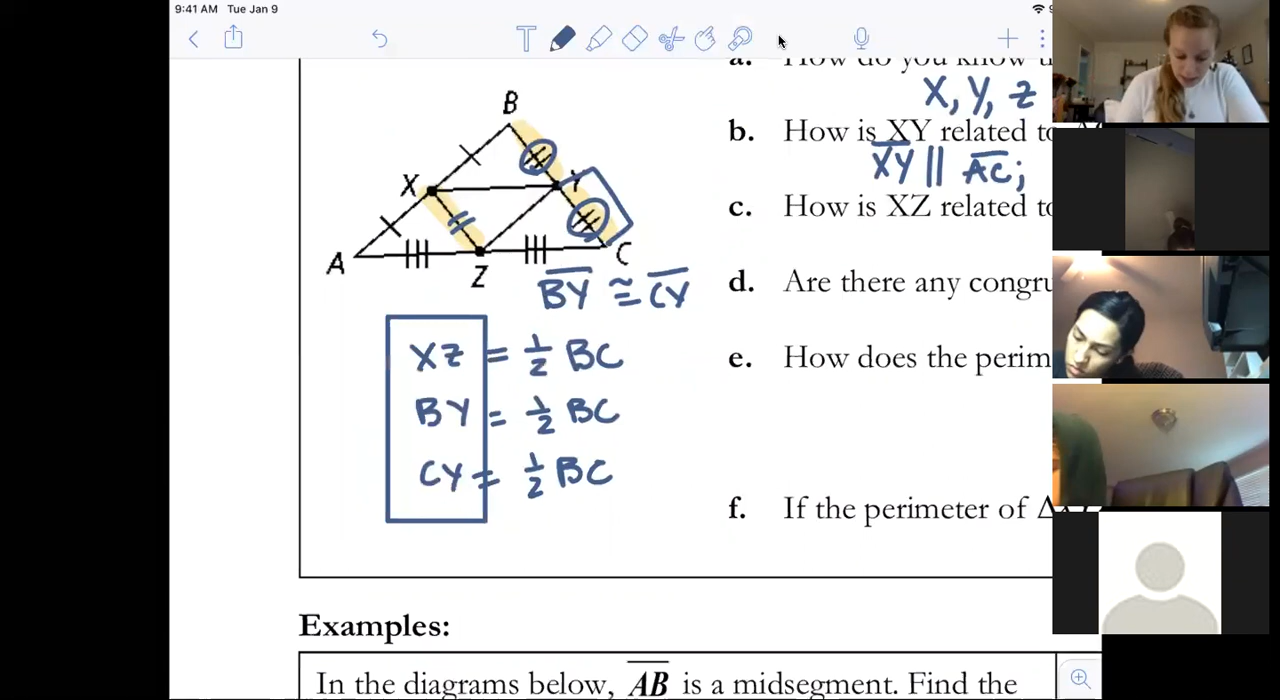 9:41 AM Tue Jan 9
a. How do you know
X, Y, Z
b. How is XY related to
XY || AC;
c. How is XZ related to
d. Are there any
e. How does the
f. If the perimeter of
B
X
Y
A
Z
C
BY ≅ CY
XZ = 1/2 BC
BY = 1/2 BC
CY = 1/2 BC
Examples:
In the diagrams below, AB is a midsegment. Find the